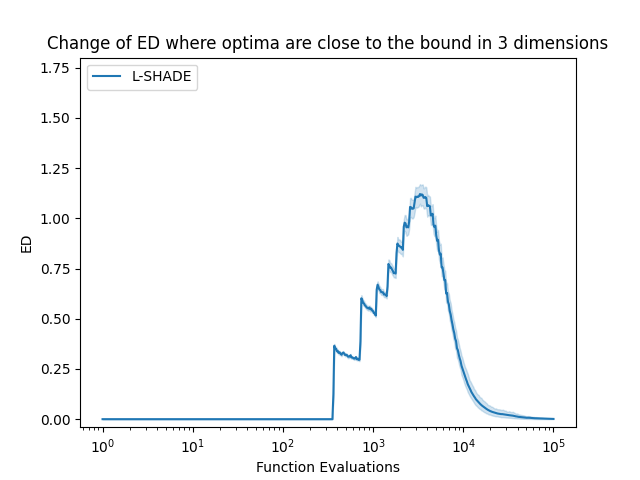 Change of ED where optima are close to the bound in 3 dimensions
L-SHADE
1.75
1.50
1.25
1.00
0.75
0.50
0.25
0.00
ED
10⁰ 10¹ 10² 10³ 10⁴ 10⁵
Function Evaluations